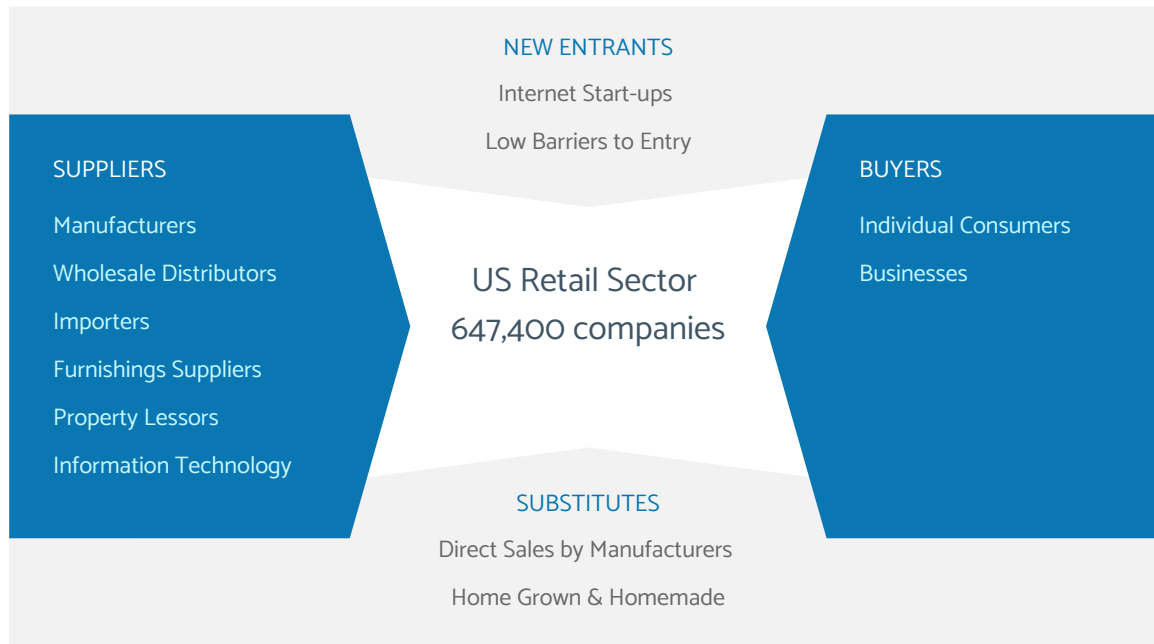 NEW ENTRANTS
Internet Start-ups
Low Barriers to Entry
SUPPLIERS
Manufacturers
Wholesale Distributors
Importers
Furnishings Suppliers
Property Lessors
Information Technology
US Retail Sector
647,400 companies
BUYERS
Individual Consumers
Businesses
SUBSTITUTES
Direct Sales by Manufacturers
Home Grown & Homemade